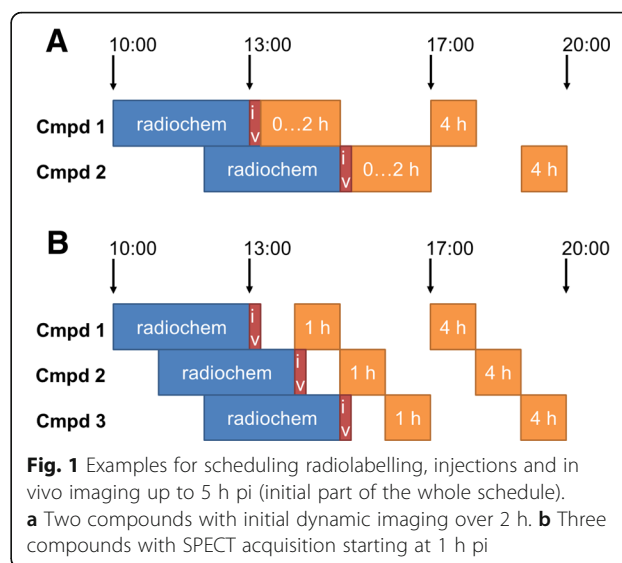 A
10:00 13:00 17:00 20:00
Cmpd 1 radiochem iv 0...2 h 4 h
Cmpd 2 radiochem iv 0...2 h 4 h
B
10:00 13:00 17:00 20:00
Cmpd 1 radiochem iv 1 h 4 h
Cmpd 2 radiochem iv 1 h 4 h
Cmpd 3 radiochem iv 1 h 4 h
Fig. 1 Examples for scheduling radiolabelling, injections and in
vivo imaging up to 5 h pi (initial part of the whole schedule).
a Two compounds with initial dynamic imaging over 2 h. b Three
compounds with SPECT acquisition starting at 1 h pi